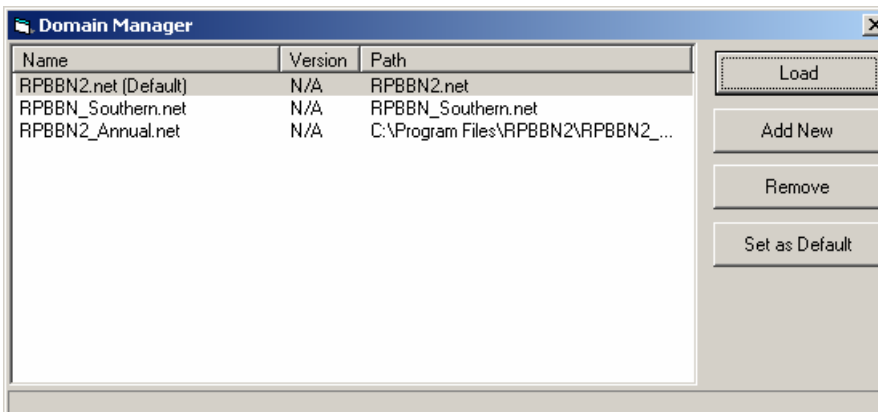 Domain Manager
Name Version Path
RPBBN2.net (Default) N/A RPBBN2.net
RPBBN_Southern.net N/A RPBBN_Southern.net
RPBBN2_Annual.net N/A C:\Program Files\RPBBN2\RPBBN2_...
Load
Add New
Remove
Set as Default